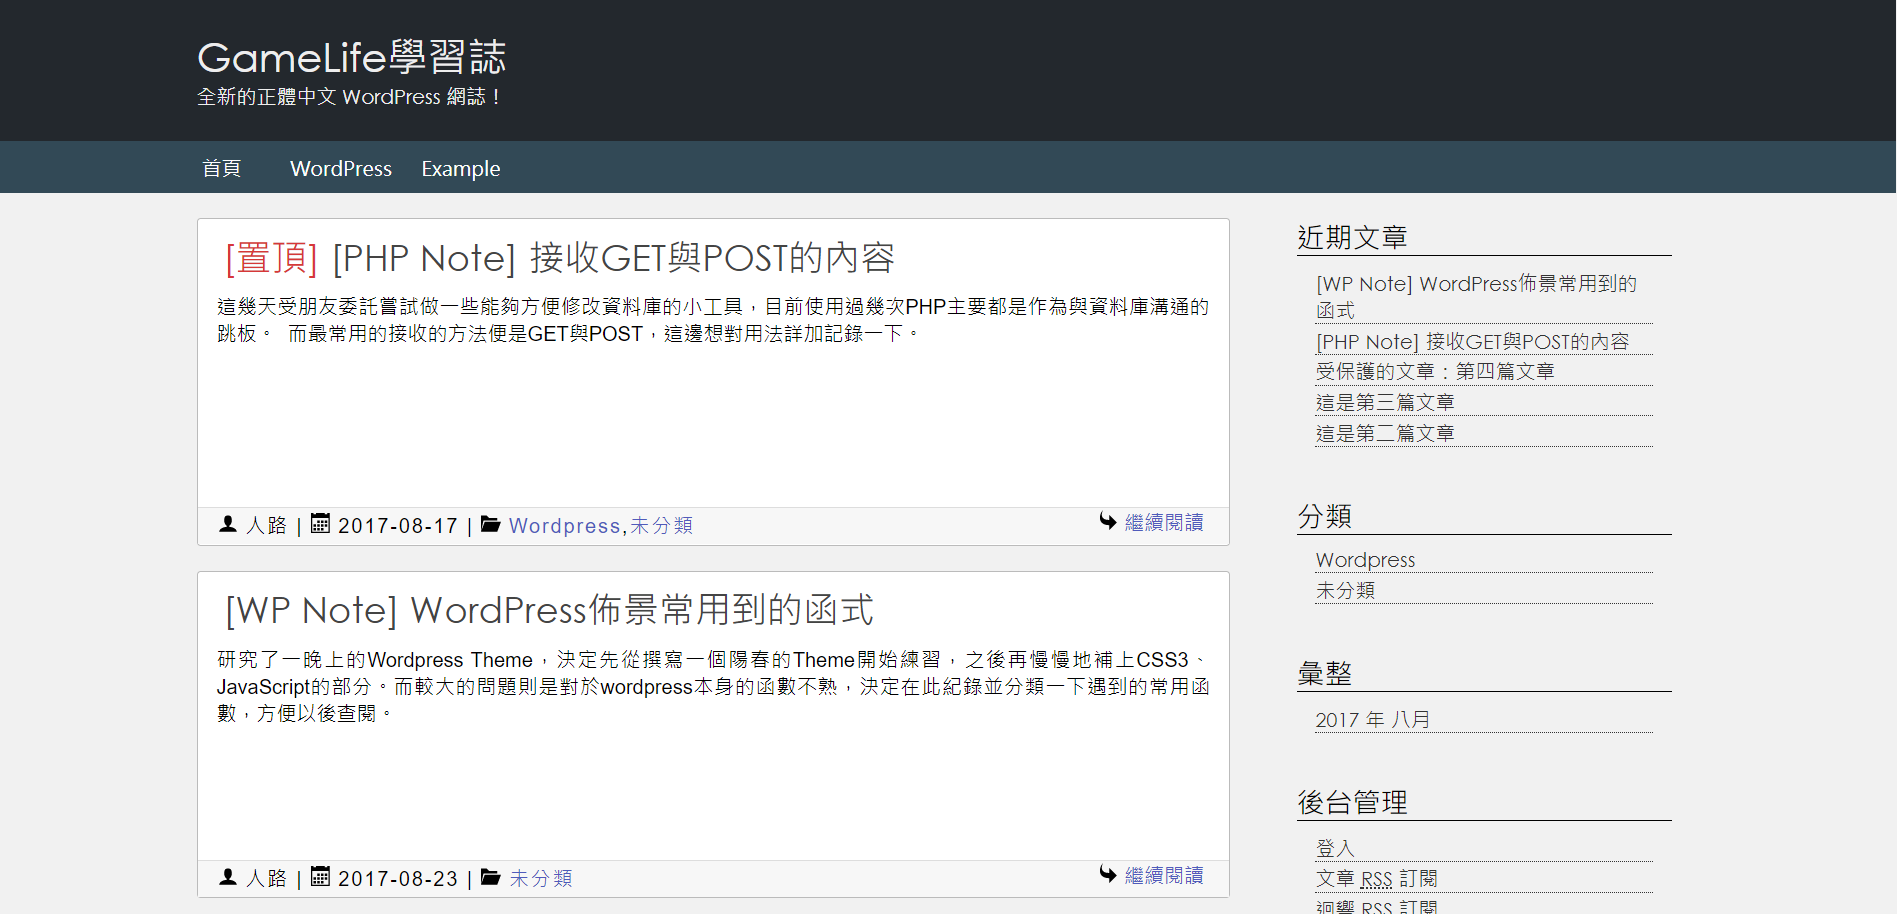 GameLife學習誌
全新的正體中文 WordPress 網誌！
首頁 WordPress Example
[置頂] [PHP Note] 接收GET與POST的內容
這幾天受朋友委託嘗試做一些能夠方便修改資料庫的小工具，目前使用過幾次PHP主要都是作為與資料庫溝通的
跳板。 而最常用的接收的方法便是GET與POST，這邊想對用法詳加記錄一下。
人路 | 2017-08-17 | Wordpress,未分類
繼續閱讀
[WP Note] WordPress佈景常用到的函式
研究了一晚上的Wordpress Theme，決定先從撰寫一個陽春的Theme開始練習，之後再慢慢地補上CSS3、
JavaScript的部分。而較大的問題則是對於wordpress本身的函數不熟，決定在此紀錄並分類一下遇到的常用函
數，方便以後查閱。
人路 | 2017-08-23 | 未分類
繼續閱讀
近期文章
[WP Note] WordPress佈景常用到的
函式
[PHP Note] 接收GET與POST的內容
受保護的文章：第四篇文章
這是第三篇文章
這是第二篇文章
分類
Wordpress
未分類
彙整
2017 年 八月
後台管理
登入
文章 RSS 訂閱
迴響 RSS 訂閱